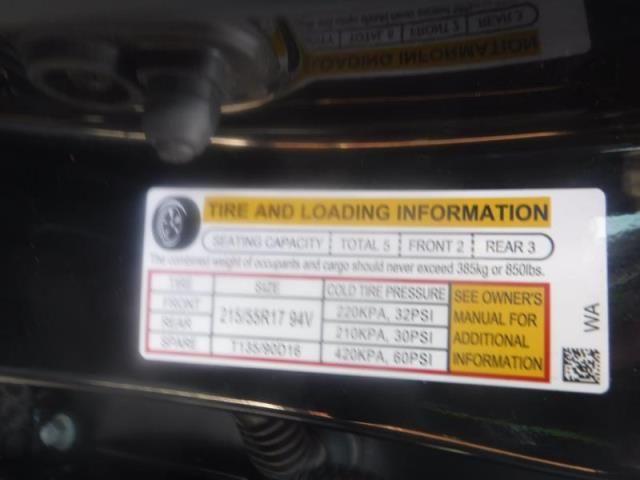 TIRE AND LOADING INFORMATION
SEATING CAPACITY TOTAL 5 FRONT 2 REAR 3
The combined weight of occupants and cargo should never exceed 385kg or 850lbs.
TIRE SIZE COLD TIRE PRESSURE SEE OWNER'S MANUAL FOR ADDITIONAL INFORMATION
FRONT 215/55R17 94V 220KPA, 32PSI
REAR 210KPA, 30PSI
SPARE T135/90D16 420KPA, 60PSI
WA